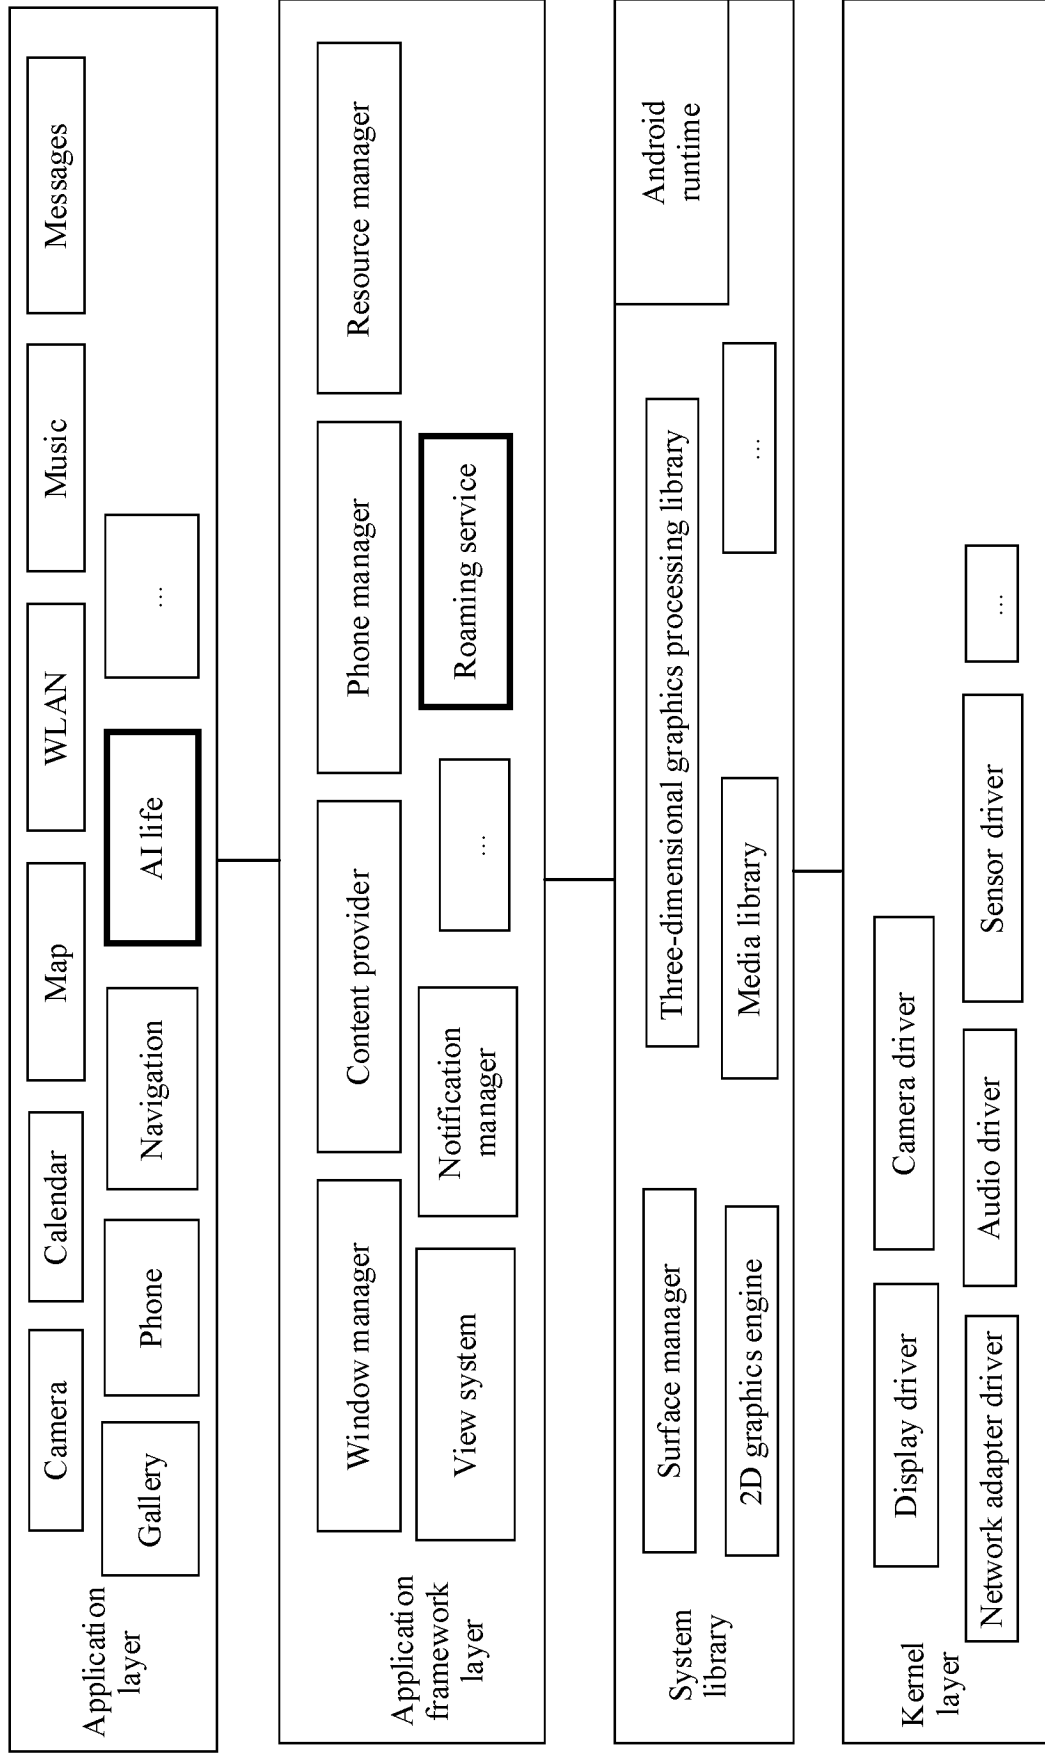 Camera
Calendar
Map
WLAN
Music
Messages
Application
layer
Gallery
Phone
Navigation
AI life
…
Window manager
Content provider
Phone manager
Resource manager
Application
framework
layer
View system
Notification
manager
…
Roaming service
Surface manager
Three-dimensional graphics processing library
Android
runtime
System
library
2D graphics engine
Media library
…
Display driver
Camera driver
Kernel
layer
Network adapter driver
Audio driver
Sensor driver
…